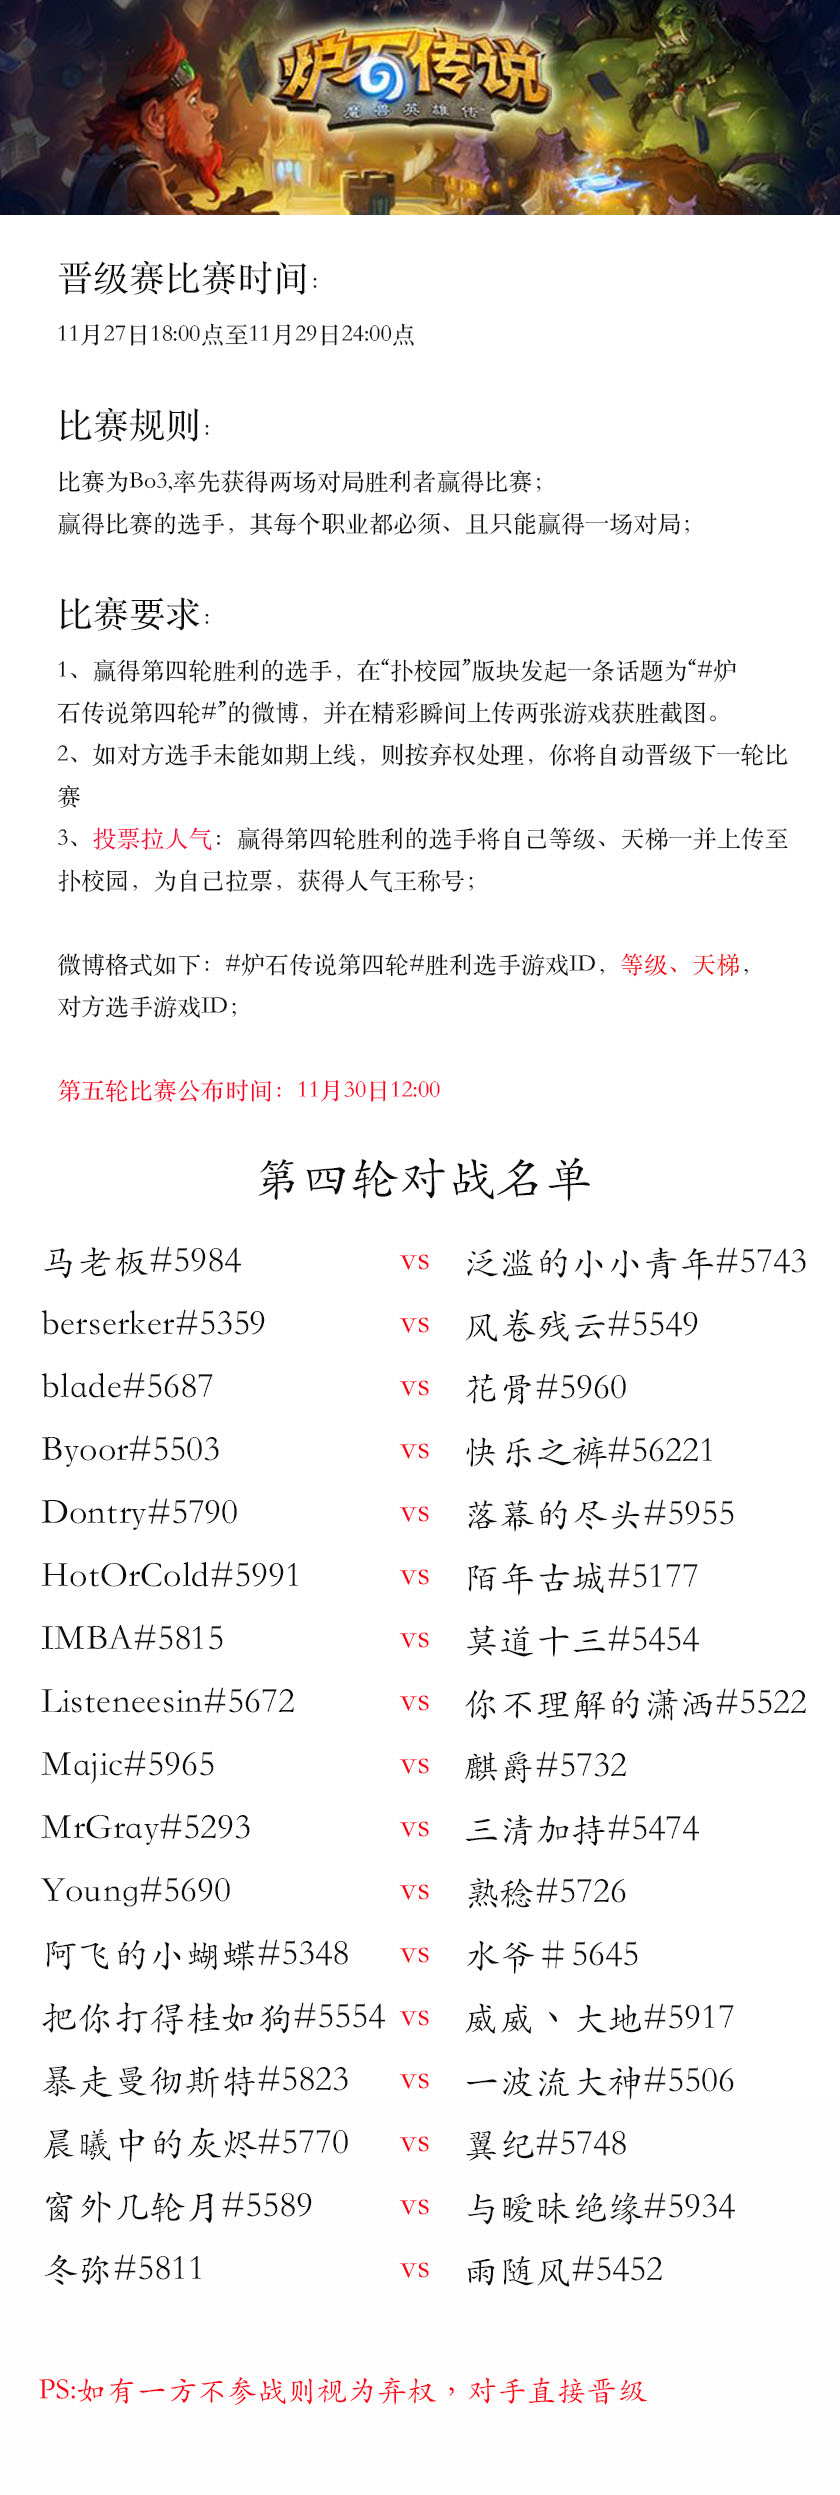 炉石传说
魔兽英雄传
晋级赛比赛时间：
11月27日18:00点至11月29日24:00点
比赛规则：
比赛为Bo3,率先获得两场对局胜利者赢得比赛；
赢得比赛的选手，其每个职业都必须、且只能赢得一场对局；
比赛要求：
1、赢得第四轮胜利的选手，在“扑校园”版块发起一条话题为“#炉
石传说第四轮#”的微博，并在精彩瞬间上传两张游戏获胜截图。
2、如对方选手未能如期上线，则按弃权处理，你将自动晋级下一轮比
赛
3、投票拉人气：赢得第四轮胜利的选手将自己等级、天梯一并上传至
扑校园，为自己拉票，获得人气王称号；
微博格式如下：#炉石传说第四轮#胜利选手游戏ID，等级、天梯，
对方选手游戏ID；
第五轮比赛公布时间：11月30日12:00
第四轮对战名单
马老板#5984 vs 泛滥的小小青年#5743
berserker#5359 vs 风卷残云#5549
blade#5687 vs 花骨#5960
Byoor#5503 vs 快乐之裤#56221
Dontry#5790 vs 落幕的尽头#5955
HotOrCold#5991 vs 陌年古城#5177
IMBA#5815 vs 莫道十三#5454
Listeneesin#5672 vs 你不理解的潇洒#5522
Majic#5965 vs 麒爵#5732
MrGray#5293 vs 三清加持#5474
Young#5690 vs 熟稔#5726
阿飞的小蝴蝶#5348 vs 水爷＃5645
把你打得桂如狗#5554 vs 威威丶大地#5917
暴走曼彻斯特#5823 vs 一波流大神#5506
晨曦中的灰烬#5770 vs 翼纪#5748
窗外几轮月#5589 vs 与暧昧绝缘#5934
冬弥#5811 vs 雨随风#5452
PS:如有一方不参战则视为弃权，对手直接晋级